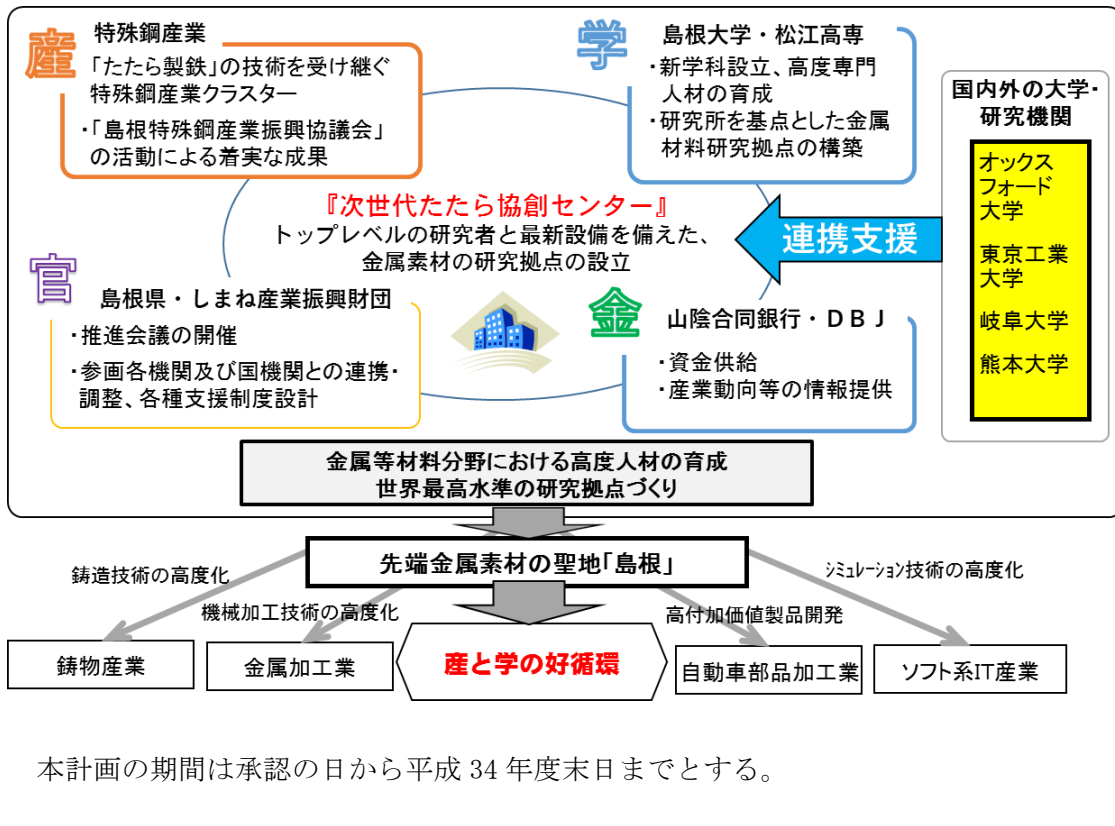 産
特殊鋼産業
「たたら製鉄」の技術を受け継ぐ
特殊鋼産業クラスター
・「島根特殊鋼産業振興協議会」
の活動による着実な成果
学
島根大学・松江高専
・新学科設立、高度専門
人材の育成
・研究所を基点とした金属
材料研究拠点の構築
国内外の大学・
研究機関
オックス
フォード
大学
東京工業
大学
岐阜大学
熊本大学
『次世代たたら協創センター』
トップレベルの研究者と最新設備を備えた、
金属素材の研究拠点の設立
連携支援
官
島根県・しまね産業振興財団
・推進会議の開催
・参画各機関及び国機関との連携・
調整、各種支援制度設計
金
山陰合同銀行・DBJ
・資金供給
・産業動向等の情報提供
金属等材料分野における高度人材の育成
世界最高水準の研究拠点づくり
先端金属素材の聖地「島根」
鋳造技術の高度化
機械加工技術の高度化
高付加価値製品開発
シミュレーション技術の高度化
鋳物産業
金属加工業
産と学の好循環
自動車部品加工業
ソフト系IT産業
本計画の期間は承認の日から平成 34 年度末日までとする。